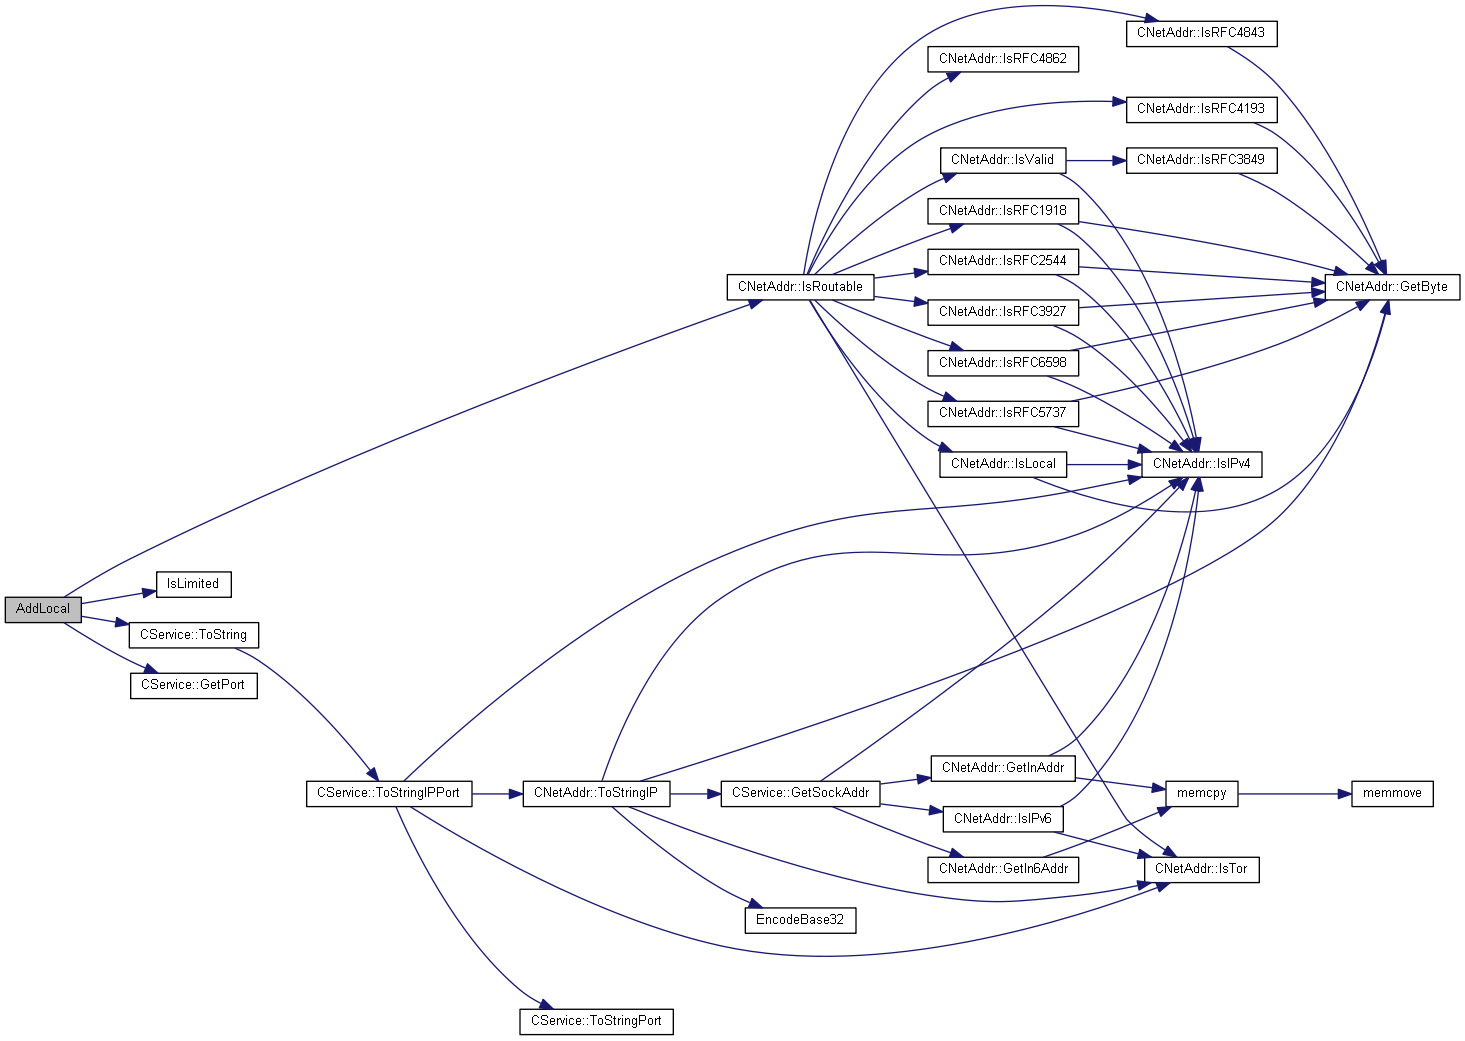 CNetAddr::IsRFC4843
CNetAddr::IsRFC4862
CNetAddr::IsRFC4193
CNetAddr::IsValid
CNetAddr::IsRFC3849
CNetAddr::IsRFC1918
CNetAddr::IsRFC2544
CNetAddr::IsRoutable
CNetAddr::GetByte
CNetAddr::IsRFC3927
CNetAddr::IsRFC6598
CNetAddr::IsRFC5737
CNetAddr::IsLocal
CNetAddr::IsIPv4
IsLimited
AddLocal
CService::ToString
CService::GetPort
CNetAddr::GetInAddr
CService::ToStringIPPort
CNetAddr::ToStringIP
CService::GetSockAddr
memcpy
memmove
CNetAddr::IsIPv6
CNetAddr::GetIn6Addr
CNetAddr::IsTor
EncodeBase32
CService::ToStringPort